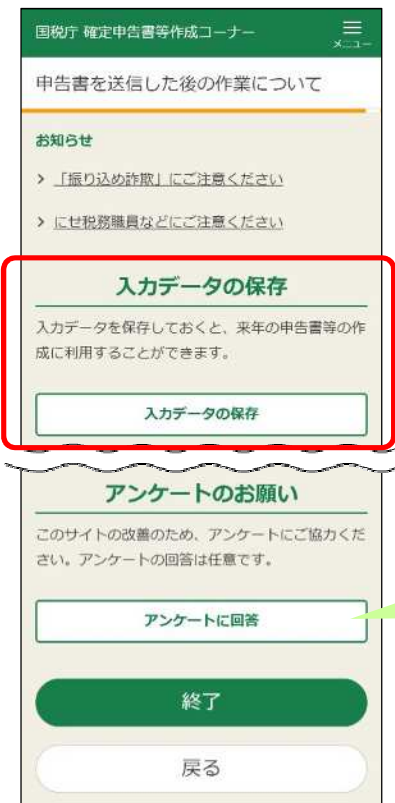 国税庁 確定申告書等作成コーナー
メニュー
申告書を送信した後の作業について
お知らせ
> 「振り込め詐欺」にご注意ください
> にせ税務職員などにご注意ください
入力データの保存
入力データを保存しておくと、来年の申告書等の作
成に利用することができます。
入力データの保存
アンケートのお願い
このサイトの改善のため、アンケートにご協力くだ
さい。アンケートの回答は任意です。
アンケートに回答
終了
戻る